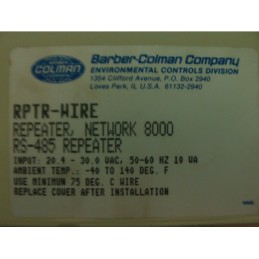 BARBER
COLMAN
Barber-Colman Company
ENVIRONMENTAL CONTROLS DIVISION
1354 Clifford Avenue, P.O. Box 2940
Loves Park, IL U.S.A. 61132-2940
RPTR-WIRE
REPEATER, NETWORK 8000
RS-485 REPEATER
INPUT: 20.4 - 30.0 VAC, 50-60 HZ 10 VA
AMBIENT TEMP.: -40 TO 140 DEG. F
USE MINIMUM 75 DEG. C WIRE
REPLACE COVER AFTER INSTALLATION